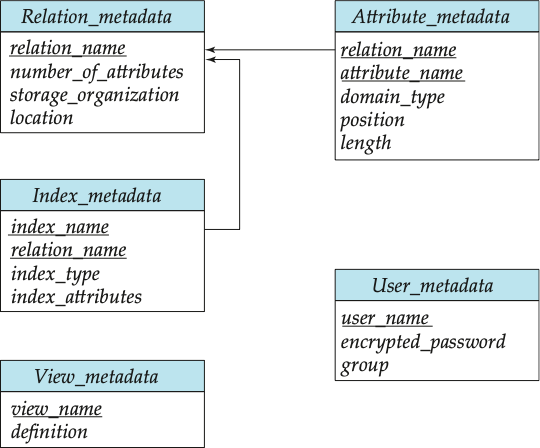 Relation_metadata
relation_name
number_of_attributes
storage_organization
location
Attribute_metadata
relation_name
attribute_name
domain_type
position
length
Index_metadata
index_name
relation_name
index_type
index_attributes
User_metadata
user_name
encrypted_password
group
View_metadata
view_name
definition